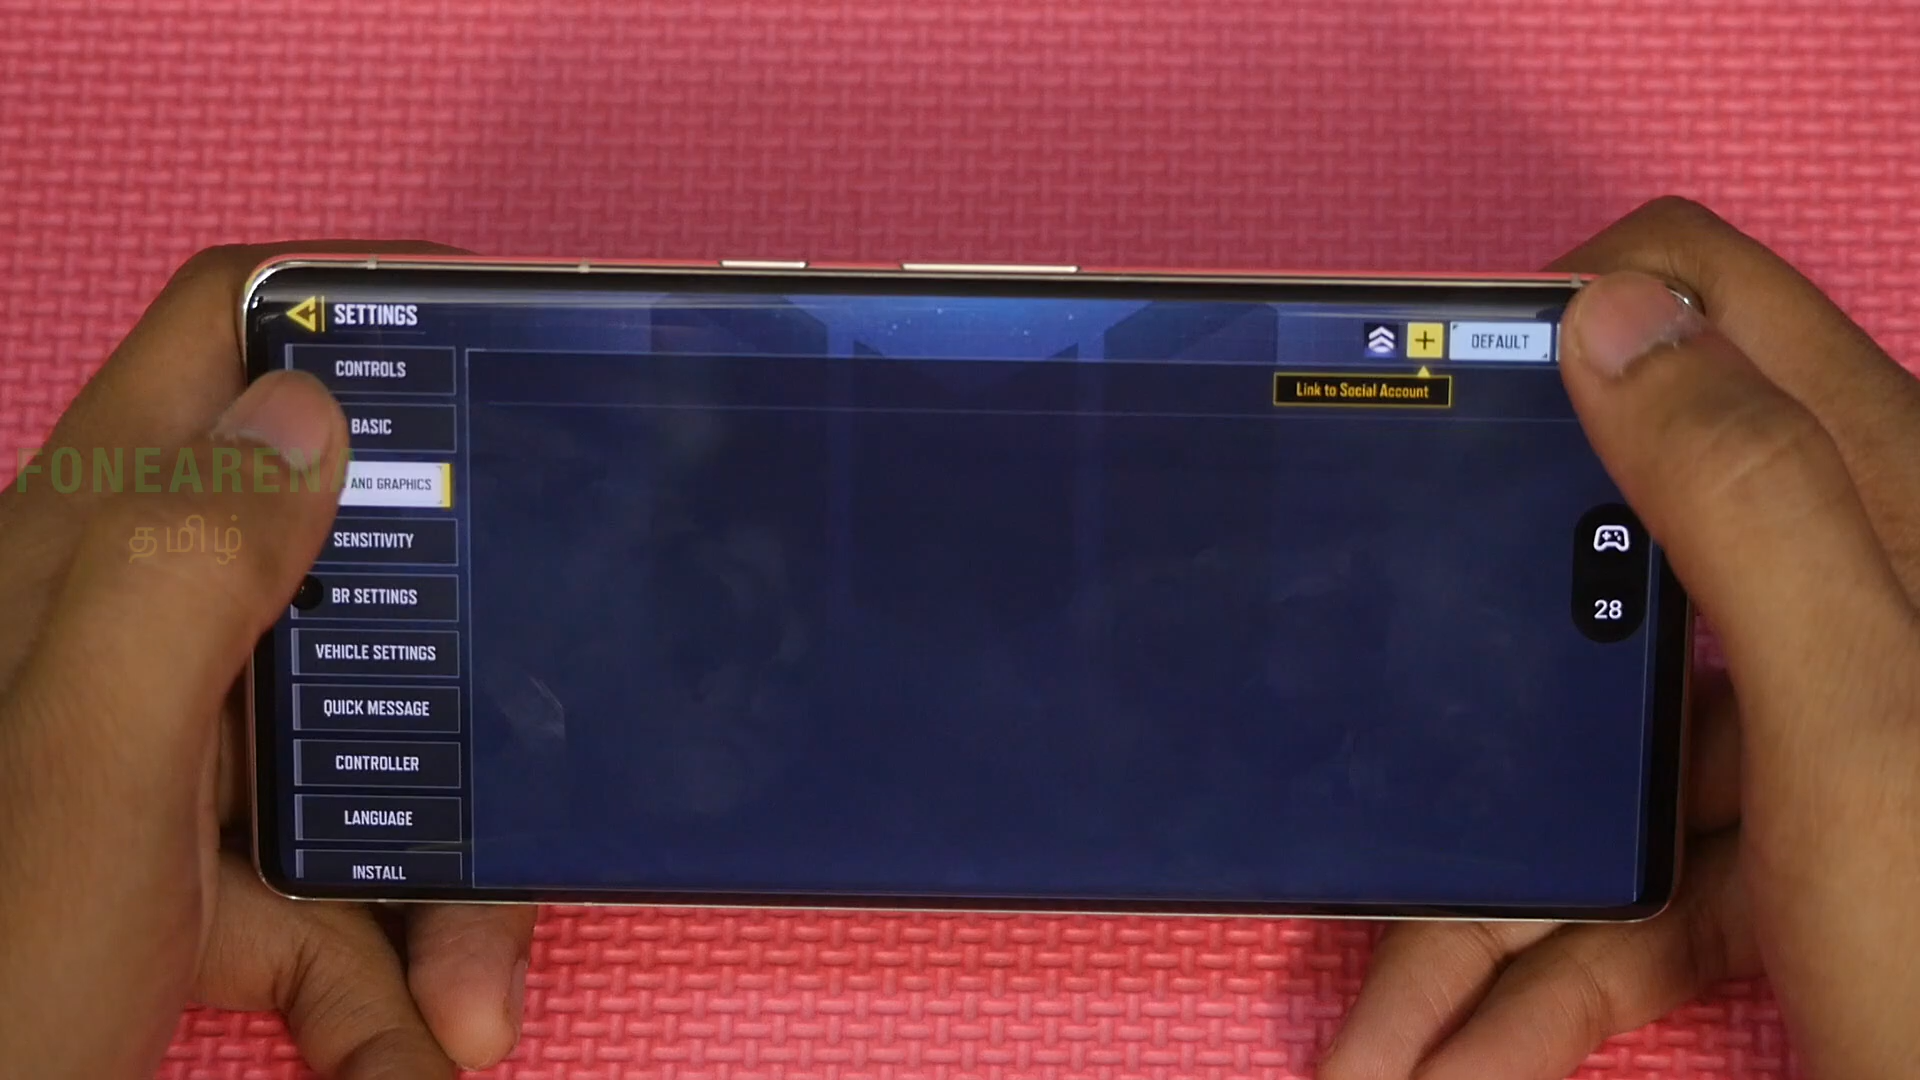 SETTINGS
CONTROLS
DEFAULT
Link to Social Account
BASIC
AND GRAPHICS
SENSITIVITY
BR SETTINGS
VEHICLE SETTINGS
QUICK MESSAGE
CONTROLLER
LANGUAGE
INSTALL
28
FONEARENA
தமிழ்